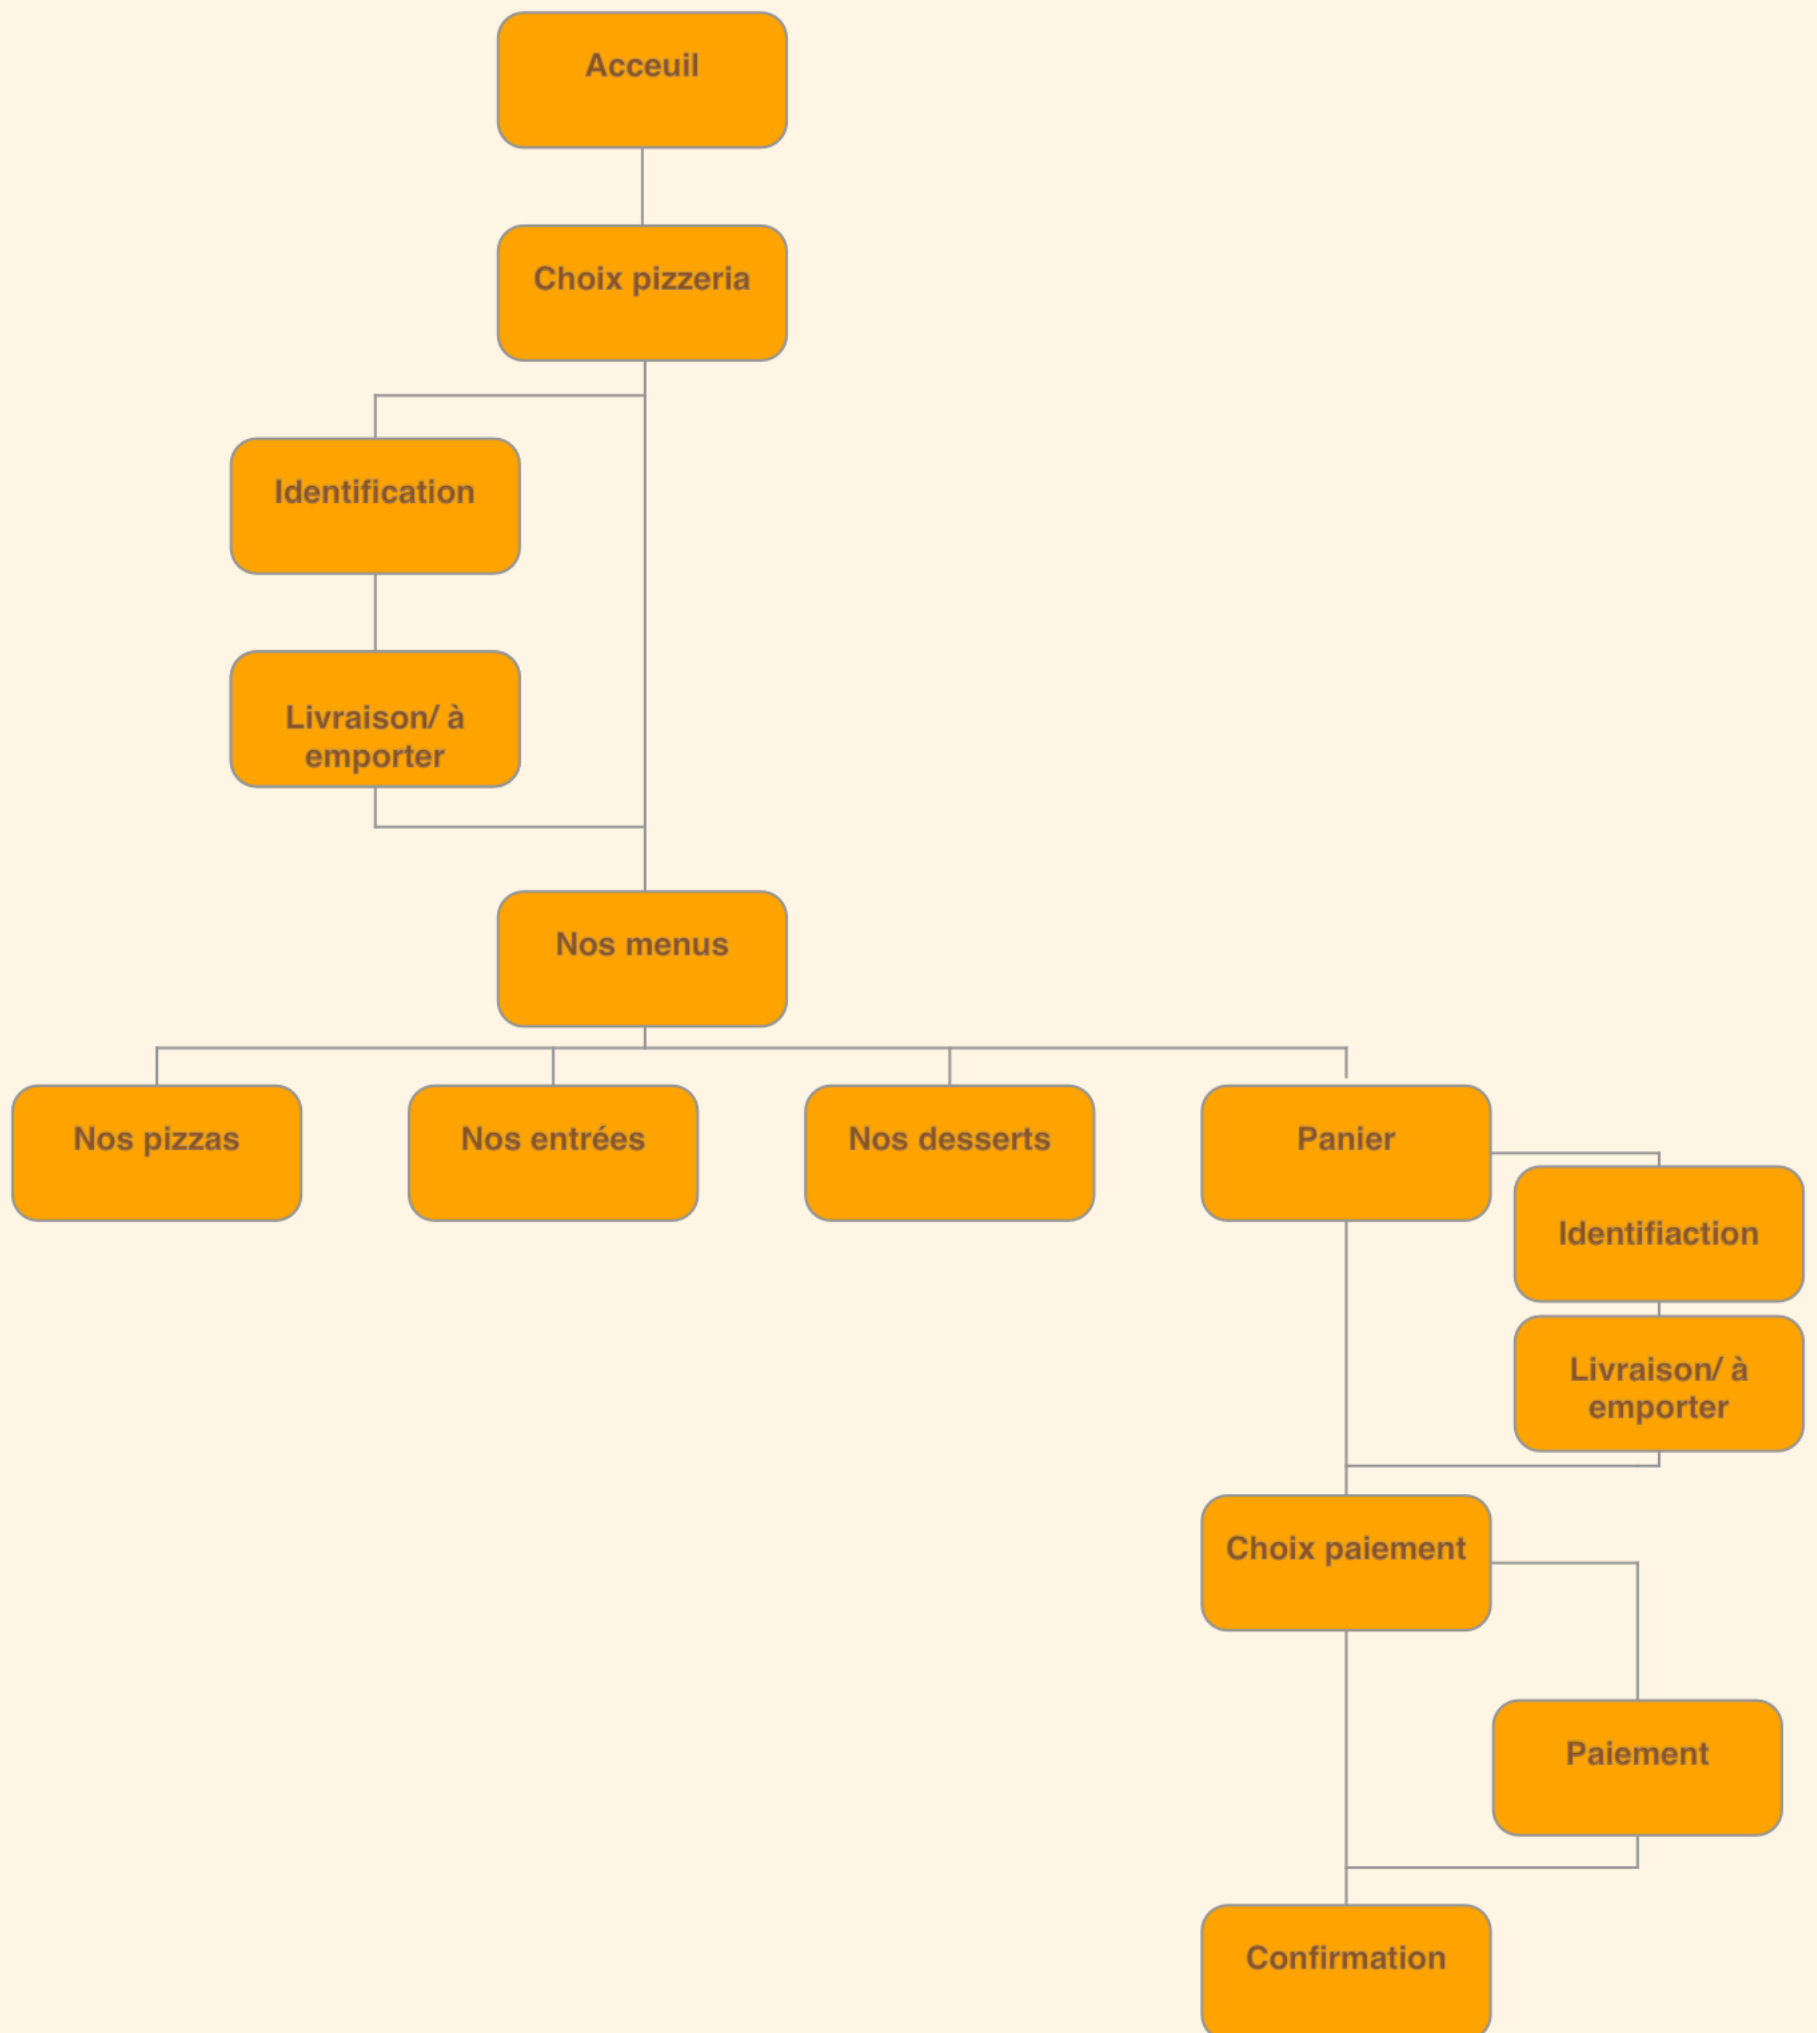 Acceuil
Choix pizzeria
Identification
Livraison/ à
emporter
Nos menus
Nos pizzas
Nos entrées
Nos desserts
Panier
Identifiaction
Livraison/ à
emporter
Choix paiement
Paiement
Confirmation